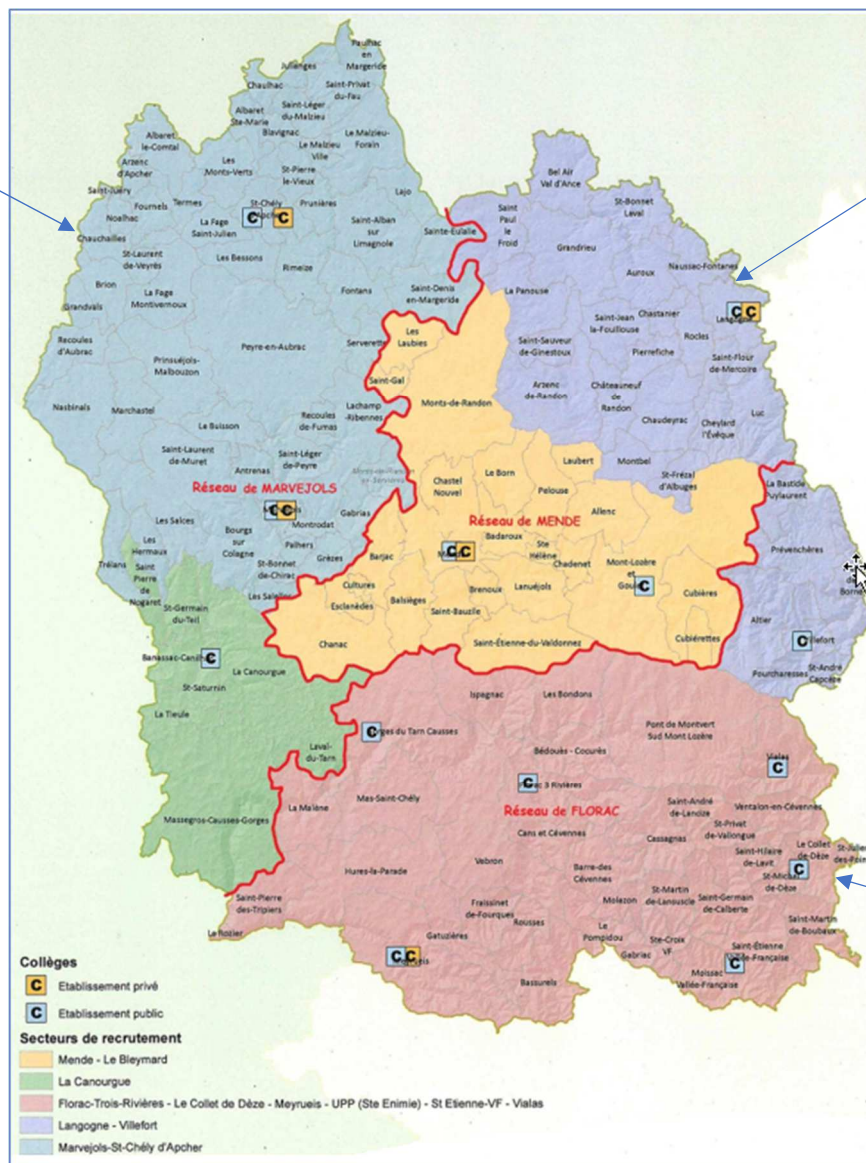 Paulhac
en
Margeride
Julianges
Chaulhac
Saint-Privat
du-Fau
Albaret
Ste-Marie
Saint-Léger
du-Malzieu
Blavignac
Albaret
le-Comtal
Le Malzieu
Ville
Le Malzieu-
Forain
Arzenc
d'Apcher
Les
Monts-Verts
St-Pierre
le-Vieux
Bel Air
Val d'Ance
Saint-Juéry
Fournels
Termes
St-Chély
Prunières
Lajo
St-Bonnet
Laval
Noalhac
La Fage
Saint-Julien
Saint-Alban
sur
Limagnole
Sainte-Eulalie
Saint
Paul
le
Froid
Grandrieu
Chauchailles
St-Laurent
de-Veyrès
Les Bessons
Rimeize
Auroux
Naussac-Fontanes
Brion
La Fage
Montivernoux
Fontans
Saint-Denis
en-Margeride
La Panouse
Grandvals
Saint-Jean
la-Fouillouse
Chastanier
Langogne
Recoules
d'Aubrac
Peyre-en-Aubrac
Serverette
Les
Laubies
Saint-Sauveur
de-Ginestoux
Pierrefiche
Rocles
Saint-Flour
de-Mercoire
Prinsuéjols-
Malbouzon
Saint-Gal
Arzenc
de-Randon
Châteauneuf
de
Randon
Nasbinals
Marchastel
Lachamp
-Ribennes
Monts-de-Randon
Luc
Le Buisson
Recoules
de-Fumas
Chaudeyrac
Cheylard
l'Évêque
Saint-Laurent
de-Muret
Saint-Léger
de-Peyre
Antrenas
Laubert
Montbel
St-Frézal
d'Albuges
La Bastide
Puylaurent
Réseau de MARVEJOLS
Chastel
Nouvel
Le Born
Pelouse
Les Salces
Bourgs
sur
Colagne
Montrodat
Gabrias
Réseau de MENDE
Allenc
Les
Hermaux
Palhers
Badaroux
Prévenchères
Trélans
Saint
Pierre
de
Nogaret
St-Bonnet
de-Chirac
Grèzes
Barjac
Ste
Hélène
Chadenet
Mont-Lozère
et
St-Germain
du-Teil
Les Salelles
Cultures
Esclanèdes
Balsièges
Brenoux
Lanuéjols
Cubières
Saint-Bauzile
Altier
Chanac
Saint-Étienne-du-Valdonnez
Cubiérettes
Banassac-Canilhac
La Canourgue
Pourcharesses
St-André
Capcèze
St-Saturnin
Ispagnac
Les Bondons
La Tieule
Pont de Montvert
Sud Mont Lozère
Laval-
du-Tarn
Gorges du Tarn Causses
Bédouès - Cocurès
Vialas
Florac 3 Rivières
La Malène
Mas-Saint-Chély
Réseau de FLORAC
Saint-André
de-Lancize
Ventalon-en-Cévennes
Massegros-Causses-Gorges
Cans et Cévennes
Cassagnas
St-Privat
de-Vallongue
Saint-Hilaire
de-Lavit
Le Collet
de-Dèze
St-Julien
Hures-la-Parade
Vebron
Barre-des
Cévennes
St-Michel
de-Dèze
Saint-Pierre
des-Tripiers
Fraissinet
de-Fourques
Molezon
St-Martin
de-Lansuscle
Saint-Germain
de-Calberte
Saint-Martin
de-Boubaux
Le Rozier
Gatuzières
Rousses
Le
Pompidou
Ste-Croix
VF
Gabriac
Saint-Étienne
Vallée-Française
Bassurels
Moissac
Vallée-Française
Collèges
C Etablissement privé
C Etablissement public
Secteurs de recrutement
Mende - Le Bleymard
La Canourgue
Florac-Trois-Rivières - Le Collet de Dèze - Meyrueis - UPP (Ste Enimie) - St Etienne-VF - Vialas
Langogne - Villefort
Marvejols-St-Chély d'Apcher